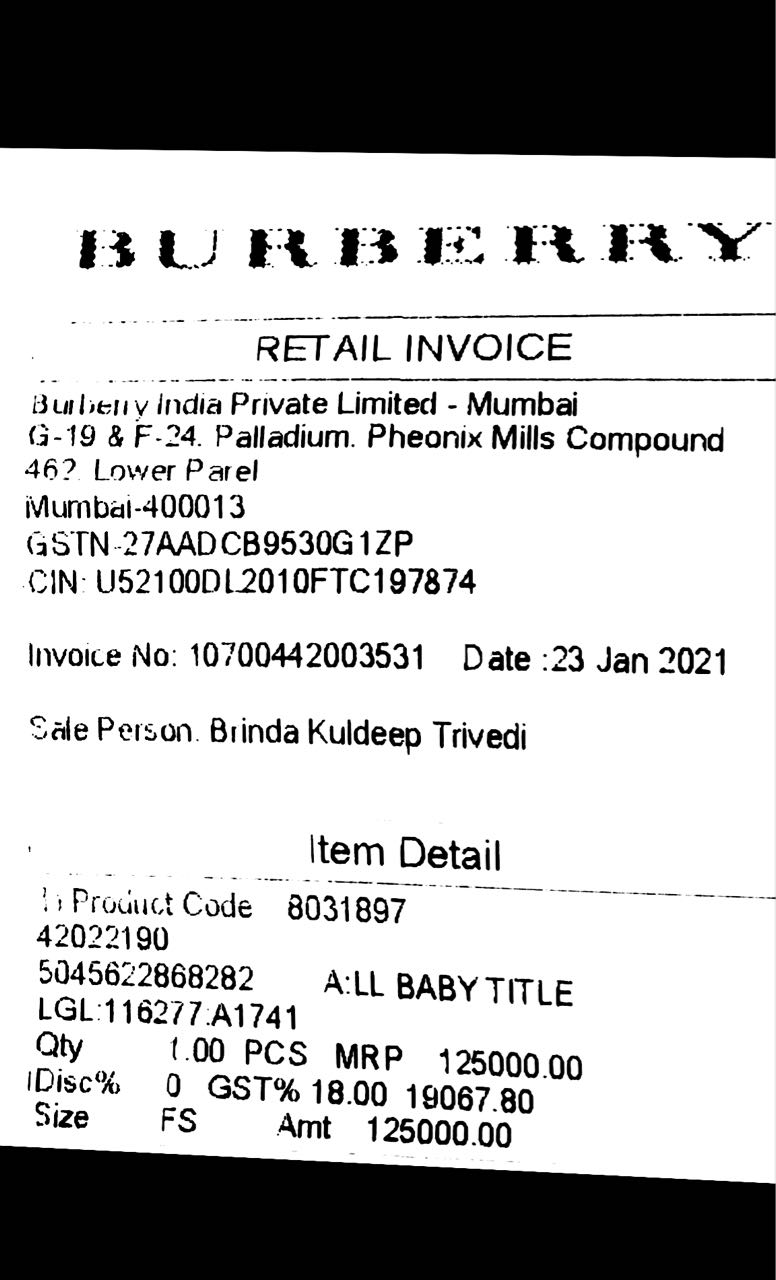 BURBERRY
RETAIL INVOICE
Burberry India Private Limited - Mumbai
G-19 & F-24. Palladium. Pheonix Mills Compound
462. Lower Parel
Mumbai-400013
GSTN-27AADCB9530G1ZP
CIN: U52100DL2010FTC197874
Invoice No: 10700442003531 Date :23 Jan 2021
Sale Person. Brinda Kuldeep Trivedi
Item Detail
1) Product Code 8031897
42022190
5045622868282 A:LL BABY TITLE
LGL:116277:A1741
Qty 1.00 PCS MRP 125000.00
Disc% 0 GST% 18.00 19067.80
Size FS Amt 125000.00